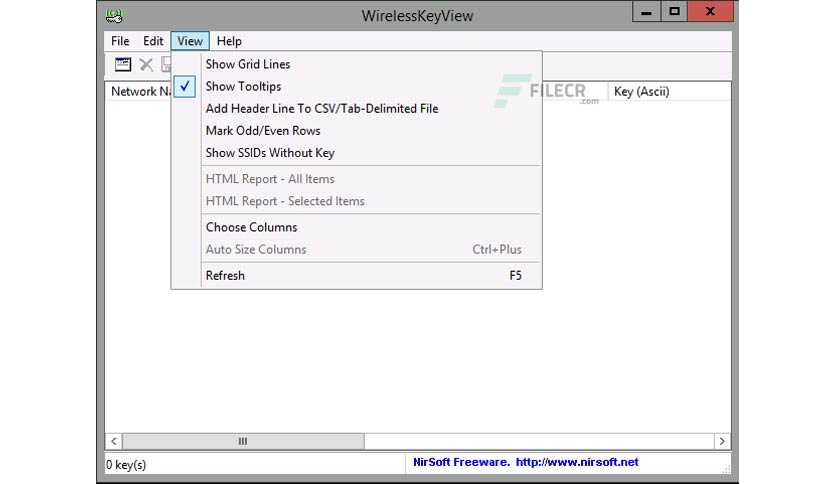 WirelessKeyView
File Edit View Help
Show Grid Lines
Show Tooltips
Add Header Line To CSV/Tab-Delimited File
Mark Odd/Even Rows
Show SSIDs Without Key
HTML Report - All Items
HTML Report - Selected Items
Choose Columns
Auto Size Columns Ctrl+Plus
Refresh F5
Network Na
FILECR
.com
Key (Ascii)
0 key(s)
NirSoft Freeware. http://www.nirsoft.net